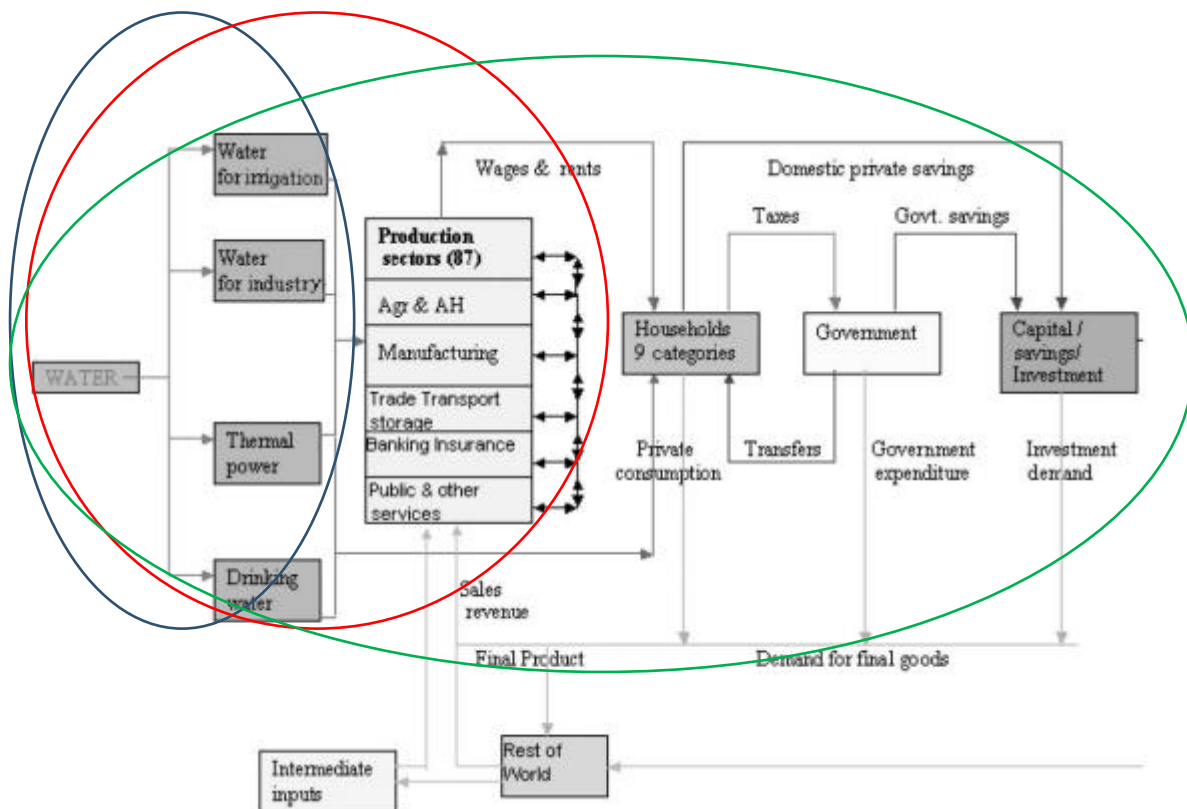 Water
for irrigation
Water
for industry
WATER
Thermal
power
Drinking
water
Production
sectors (87)
Agr & AH
Manufacturing
Trade Transport
storage
Banking Insurance
Public & other
services
Wages & rents
Domestic private savings
Taxes
Govt. savings
Households
9 categories
Government
Capital /
savings/
Investment
Private
consumption
Transfers
Government
expenditure
Investment
demand
Sales
revenue
Final Product
Demand for final goods
Intermediate
inputs
Rest of
World